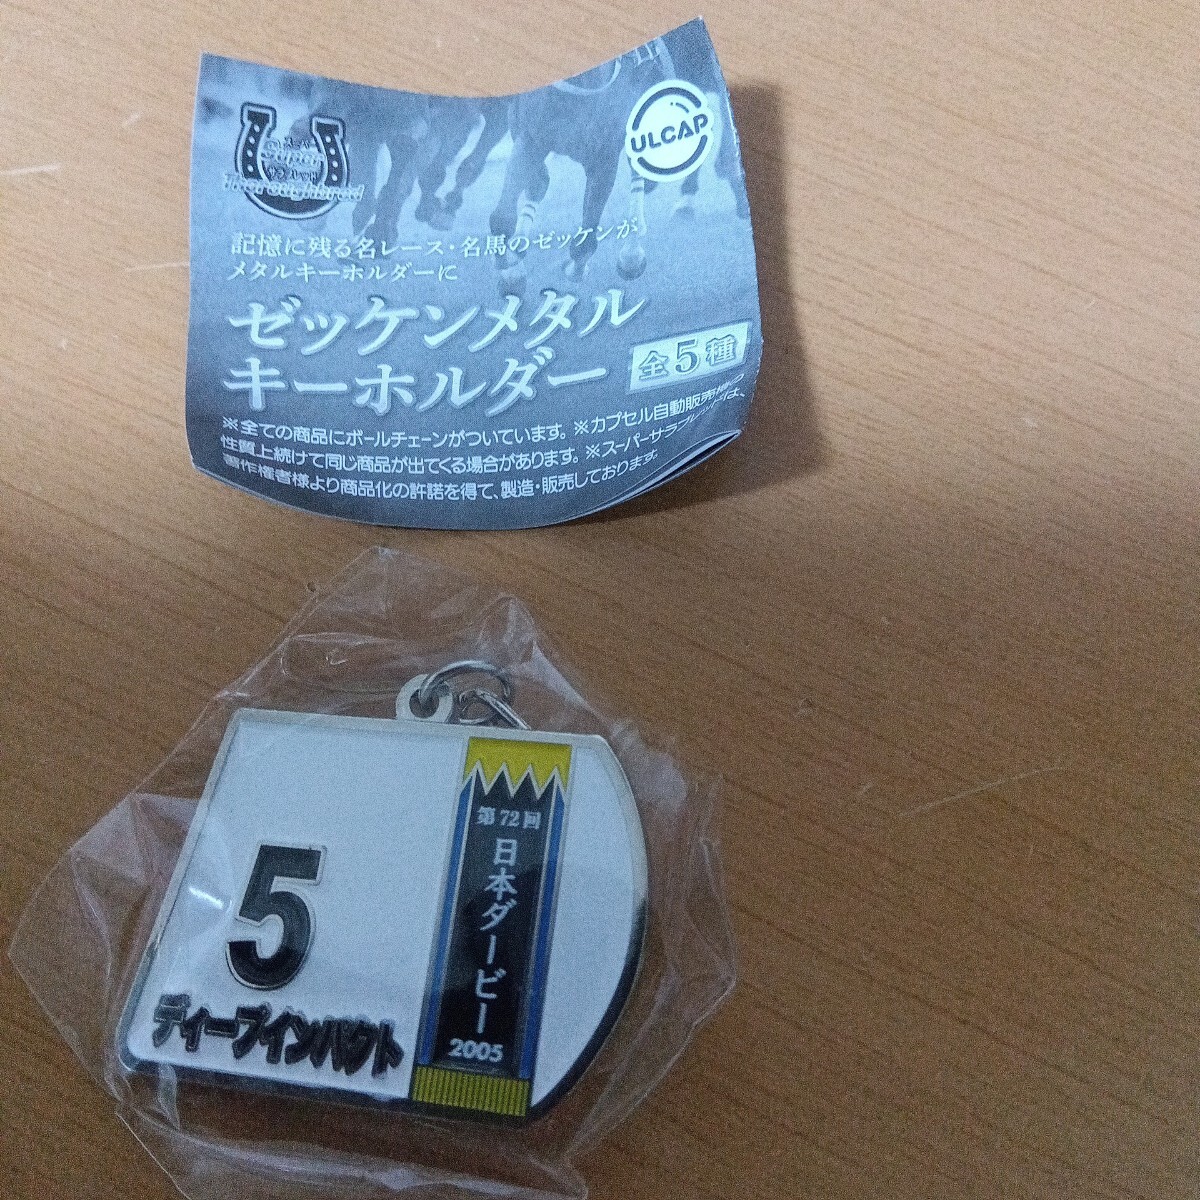 ULCAP
スーパー
Super
サラブレッド
Thoroughbred
記憶に残る名レース・名馬のゼッケンが
メタルキーホルダーに
ゼッケンメタル
キーホルダー
全5種
※全ての商品にボールチェーンがついています。※カプセル自動販売機の
性質上続けて同じ商品が出てくる場合があります。※スーパーサラブレッドは、
著作権者様より商品化の許諾を得て、製造・販売しております。
第72回
日本ダービー
2005
5
ディープインパクト